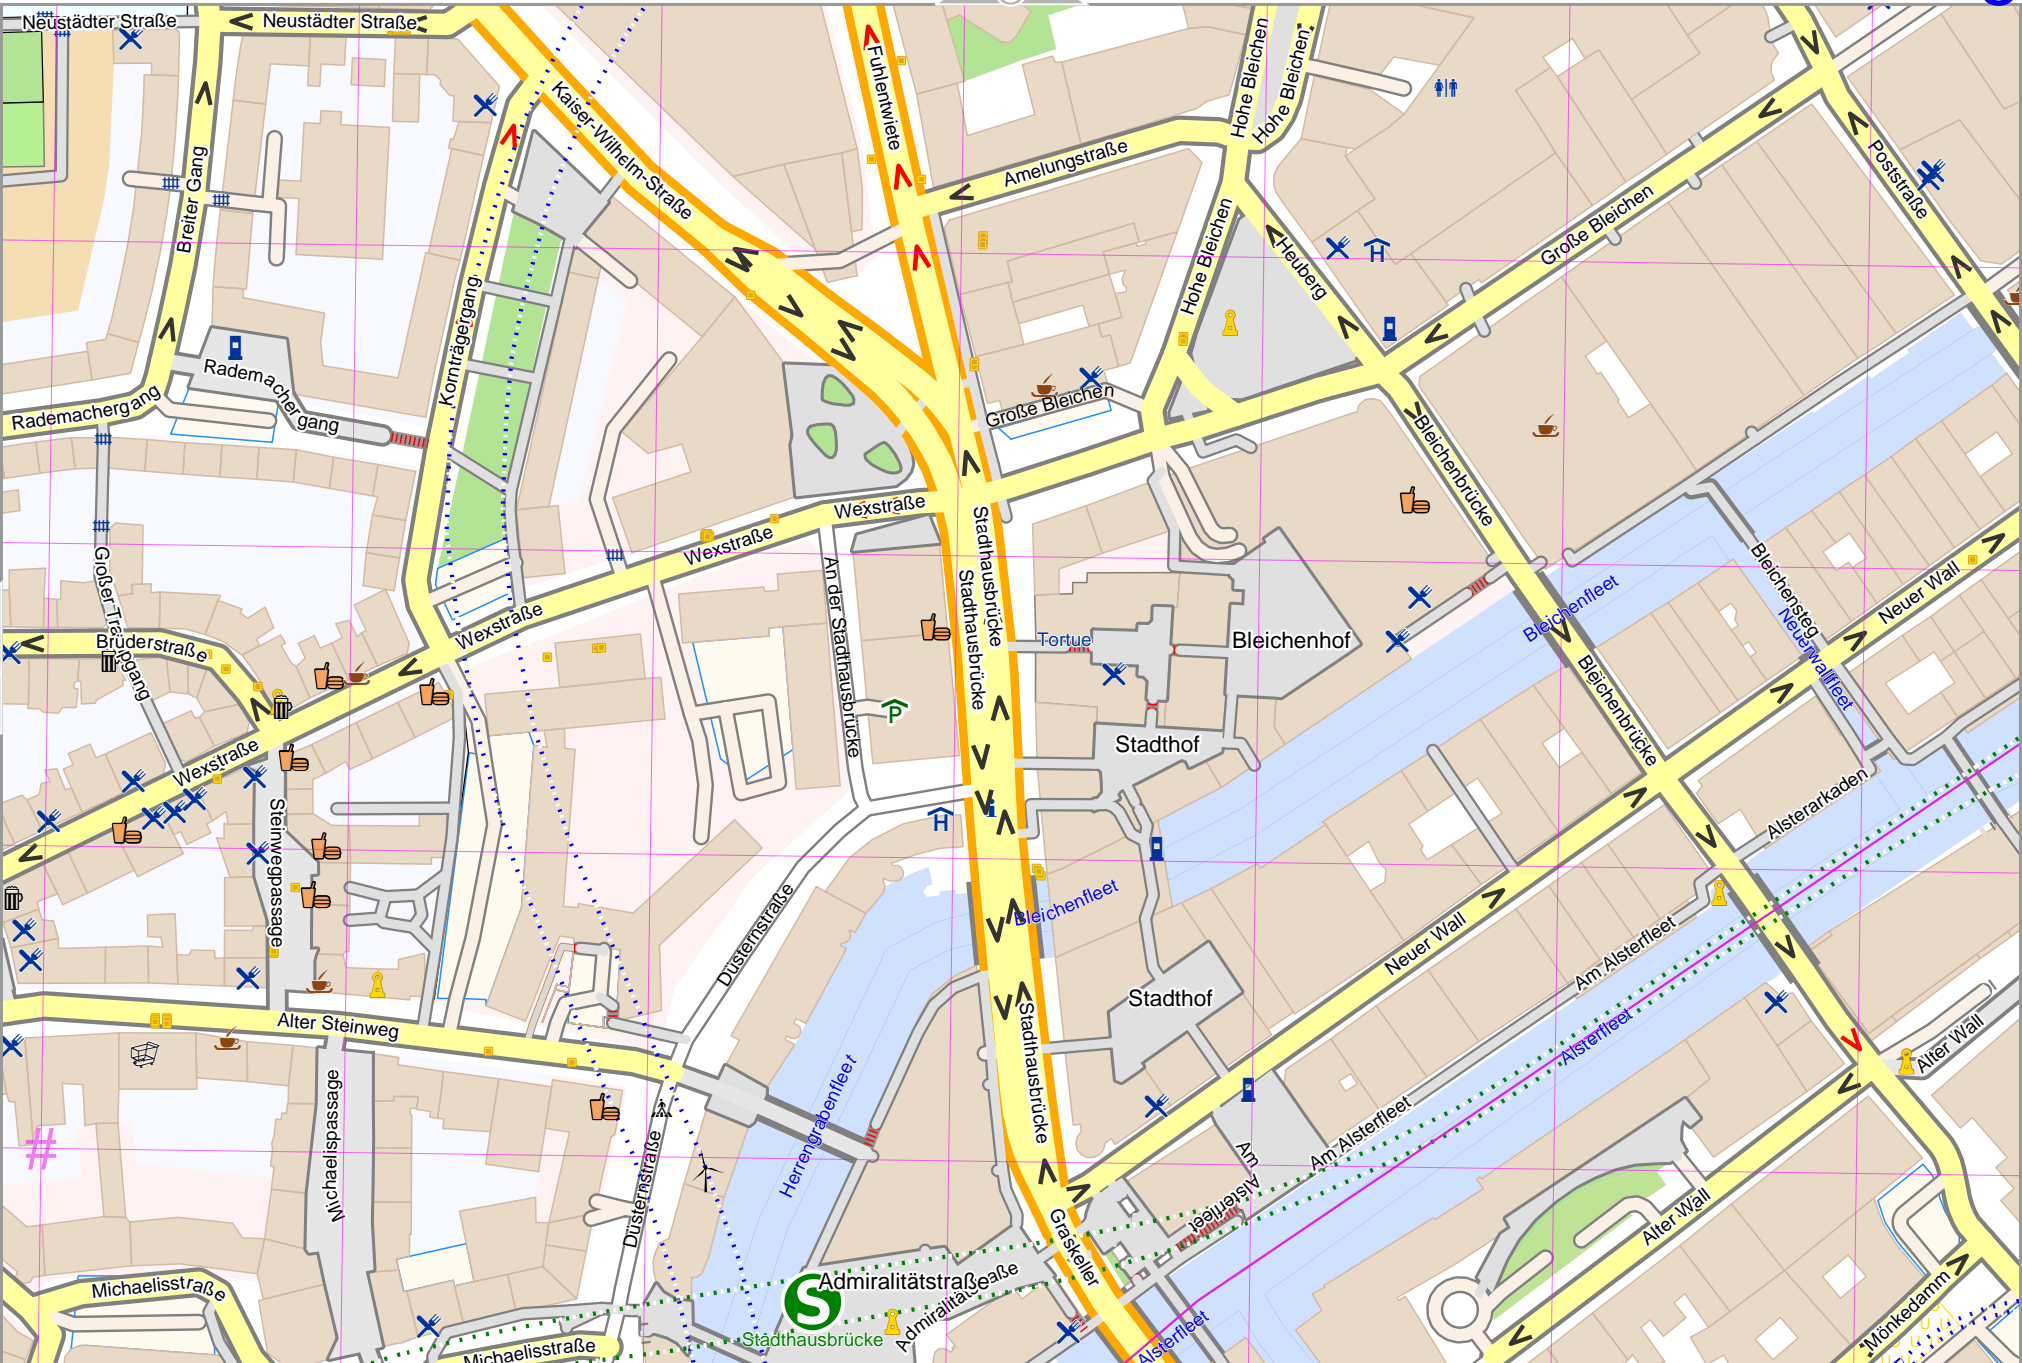 Neustädter Straße
Neustädter Straße
Fuhlentwiete
Hohe Bleichen
Hohe Bleichen
Kaiser-Wilhelm-Straße
Amelungstraße
Poststraße
Breiter Gang
Große Bleichen
Hohe Bleichen
Heuberg
Kornträgergang
Rademachergang
Rademachergang
Große Bleichen
Bleichenbrücke
Wexstraße
Wexstraße
Stadthausbrücke
Stadthausbrücke
Großer Trampgang
An der Stadthausbrücke
Bleichensteg
Neuer Wall
Bleichenfleet
Neuerwallfleet
Wexstraße
Brüderstraße
Tortue
Bleichenhof
Bleichenbrücke
P
Stadthof
Wexstraße
H
H
Steinwegpassage
Alsterarkaden
Bleichenfleet
Düsternstraße
Neuer Wall
Am Alsterfleet
Stadthof
Alter Steinweg
Stadthausbrücke
Alsterfleet
Alter Wall
Michaelispassage
Herrengrabenfleet
Am Alsterfleet
Am Alsterfleet
#
Düsternstraße
Alter Wall
Graskeller
Michaelisstraße
Admiralitätstraße
Admiralitätstraße
S
Stadthausbrücke
Mönkedamm
Michaelisstraße
Alsterfleet